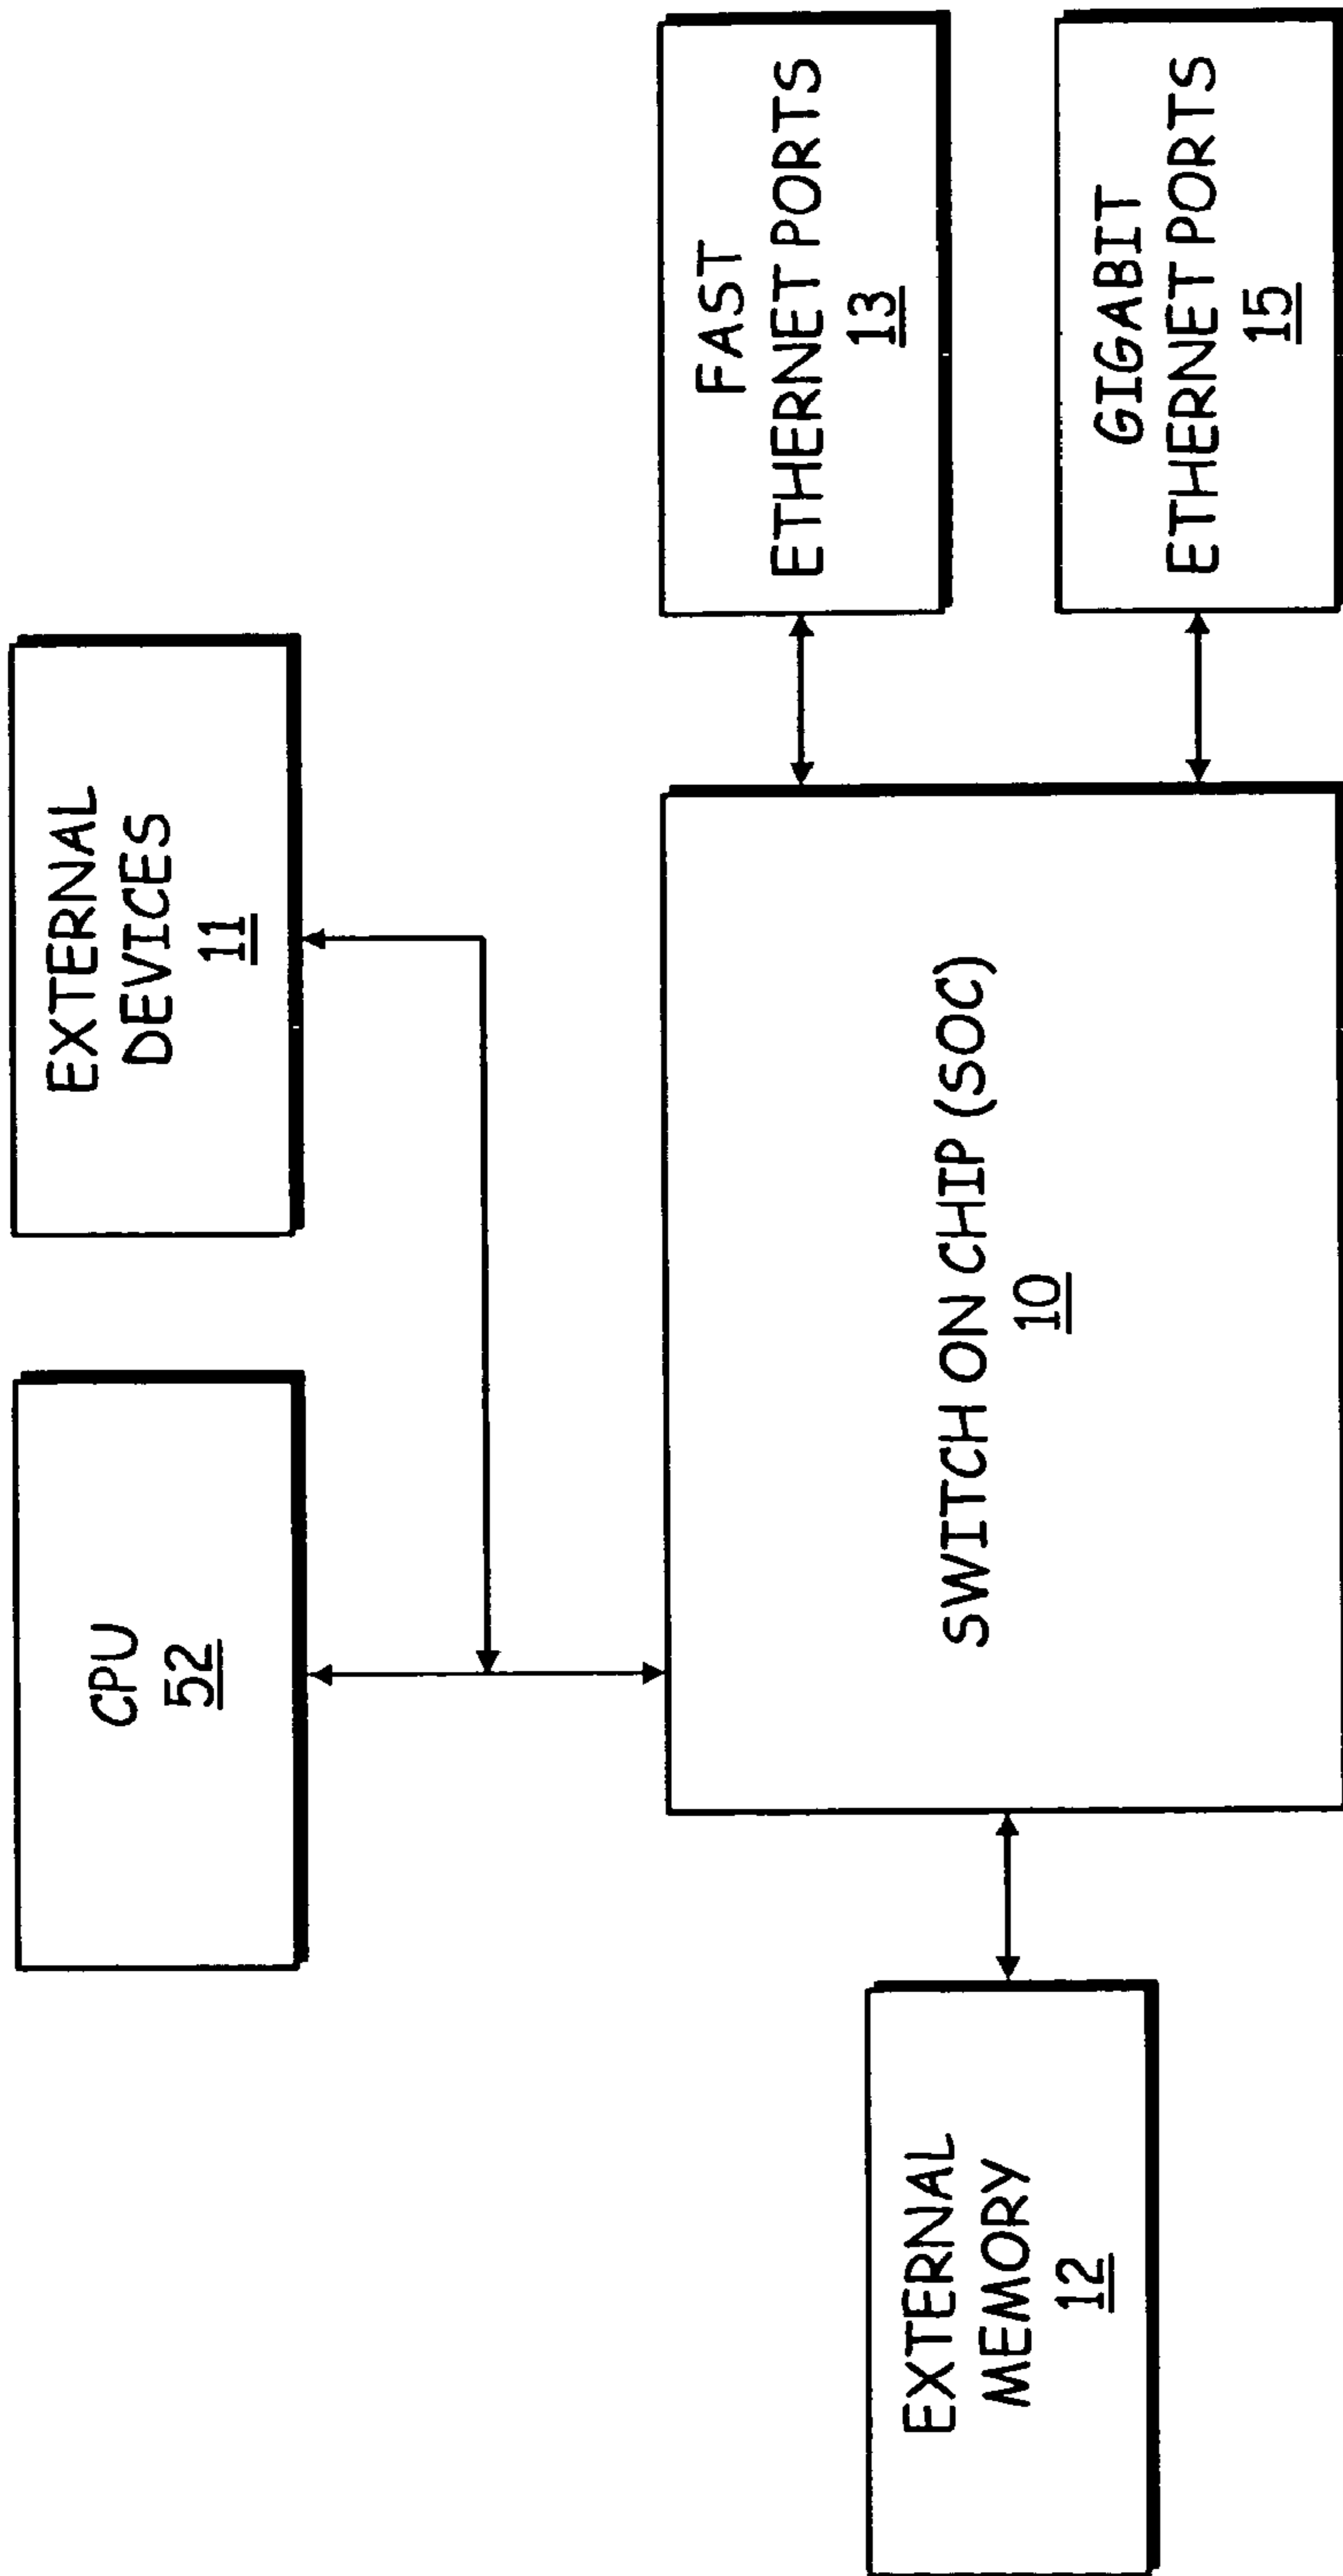 CPU
52
EXTERNAL
DEVICES
11
EXTERNAL
MEMORY
12
SWITCH ON CHIP (SOC)
10
FAST
ETHERNET PORTS
13
GIGABIT
ETHERNET PORTS
15